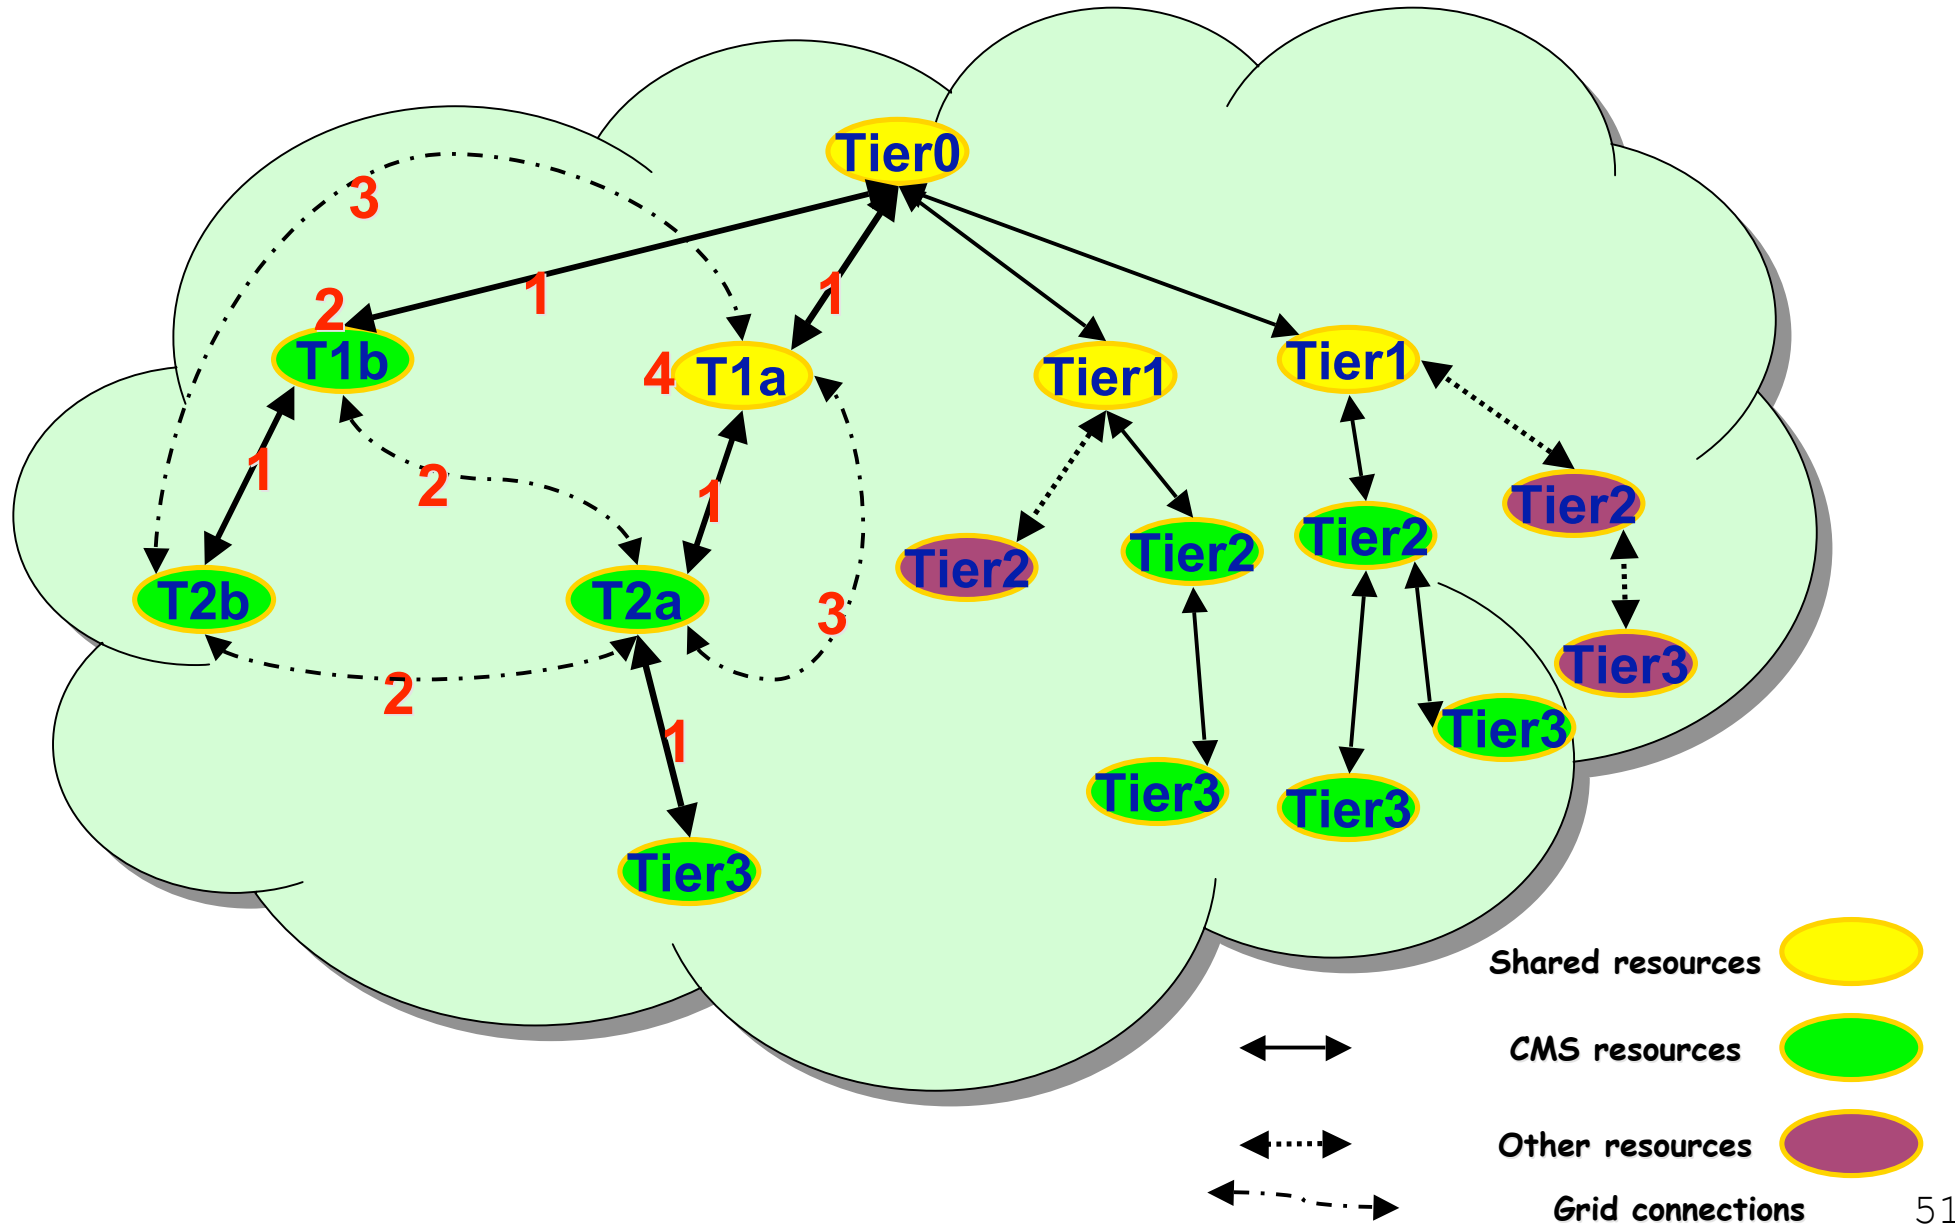 Tier0
3
1
1
2
T1b
4
T1a
Tier1
Tier1
1
2
1
Tier2
Tier2
Tier2
Tier2
T2b
T2a
3
Tier3
2
1
Tier3
Tier3
Tier3
Tier3
Shared resources
CMS resources
Other resources
Grid connections
51